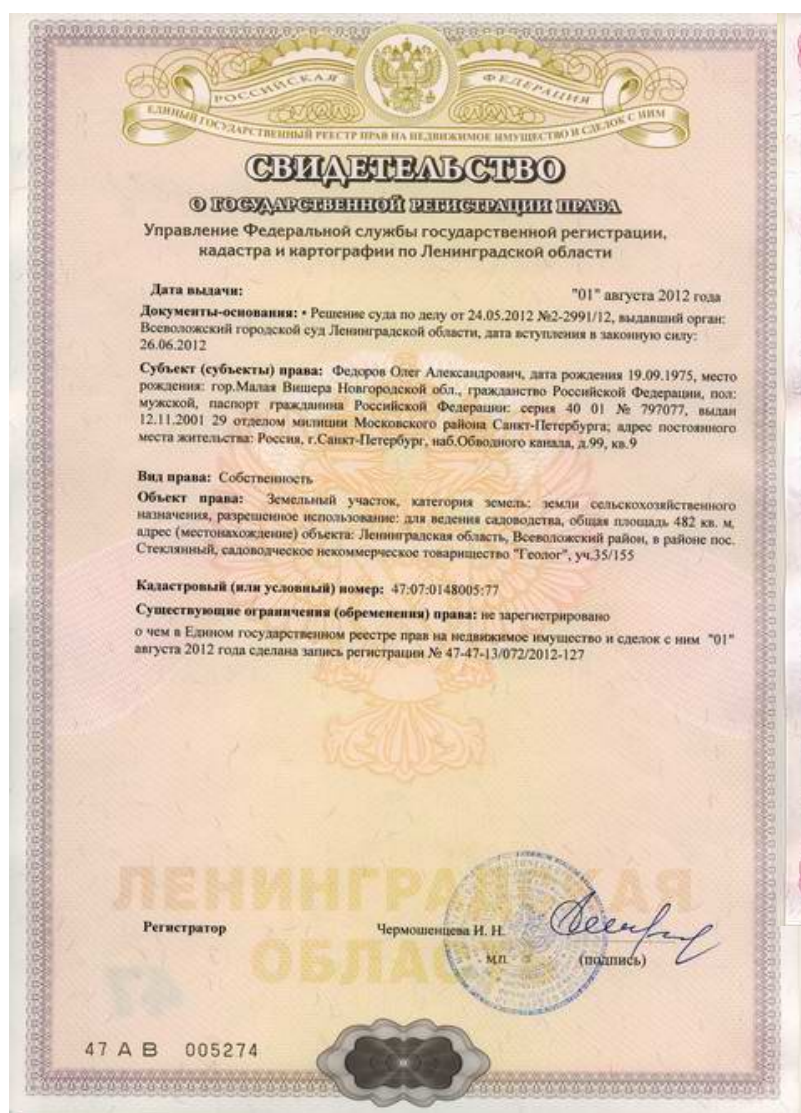 РОССИЙСКАЯ ФЕДЕРАЦИЯ
ЕДИНЫЙ ГОСУДАРСТВЕННЫЙ РЕЕСТР ПРАВ НА НЕДВИЖИМОЕ ИМУЩЕСТВО И СДЕЛОК С НИМ
СВИДЕТЕЛЬСТВО
О ГОСУДАРСТВЕННОЙ РЕГИСТРАЦИИ ПРАВА
Управление Федеральной службы государственной регистрации,
кадастра и картографии по Ленинградской области
Дата выдачи: "01" августа 2012 года
Документы-основания: • Решение суда по делу от 24.05.2012 №2-2991/12, выдавший орган:
Всеволожский городской суд Ленинградской области, дата вступления в законную силу:
26.06.2012
Субъект (субъекты) права: Федоров Олег Александрович, дата рождения 19.09.1975, место
рождения: гор.Малая Вишера Новгородской обл., гражданство Российской Федерации, пол:
мужской, паспорт гражданина Российской Федерации: серия 40 01 № 797077, выдан
12.11.2001 29 отделом милиции Московского района Санкт-Петербурга; адрес постоянного
места жительства: Россия, г.Санкт-Петербург, наб.Обводного канала, д.99, кв.9
Вид права: Собственность
Объект права: Земельный участок, категория земель: земли сельскохозяйственного
назначения, разрешенное использование: для ведения садоводства, общая площадь 482 кв. м,
адрес (местонахождение) объекта: Ленинградская область, Всеволожский район, в районе пос.
Стеклянный, садоводческое некоммерческое товарищество "Геолог", уч.35/155
Кадастровый (или условный) номер: 47:07:0148005:77
Существующие ограничения (обременения) права: не зарегистрировано
о чем в Едином государственном реестре прав на недвижимое имущество и сделок с ним "01"
августа 2012 года сделана запись регистрации № 47-47-13/072/2012-127
ЛЕНИНГРАДСКАЯ
Регистратор Чермошенцева И. Н.
ОБЛАСТЬ
м.п. (подпись)
47
47 АВ 005274